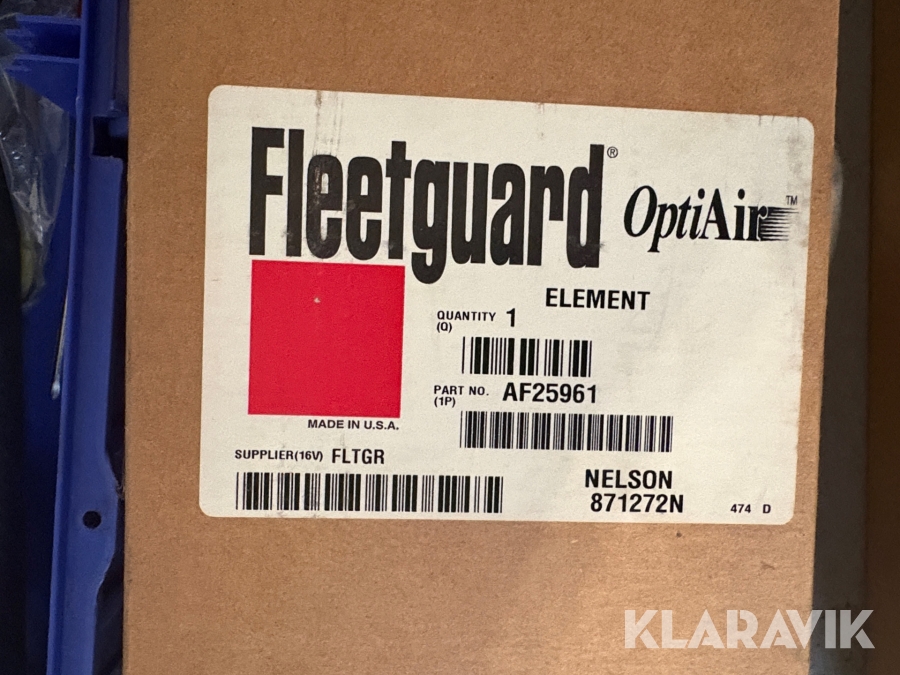 Fleetguard®
OptiAir™
ELEMENT
QUANTITY 1
(Q)
PART NO. AF25961
(1P)
MADE IN U.S.A.
SUPPLIER(16V) FLTGR
NELSON
871272N
474 D
KLARAVIK